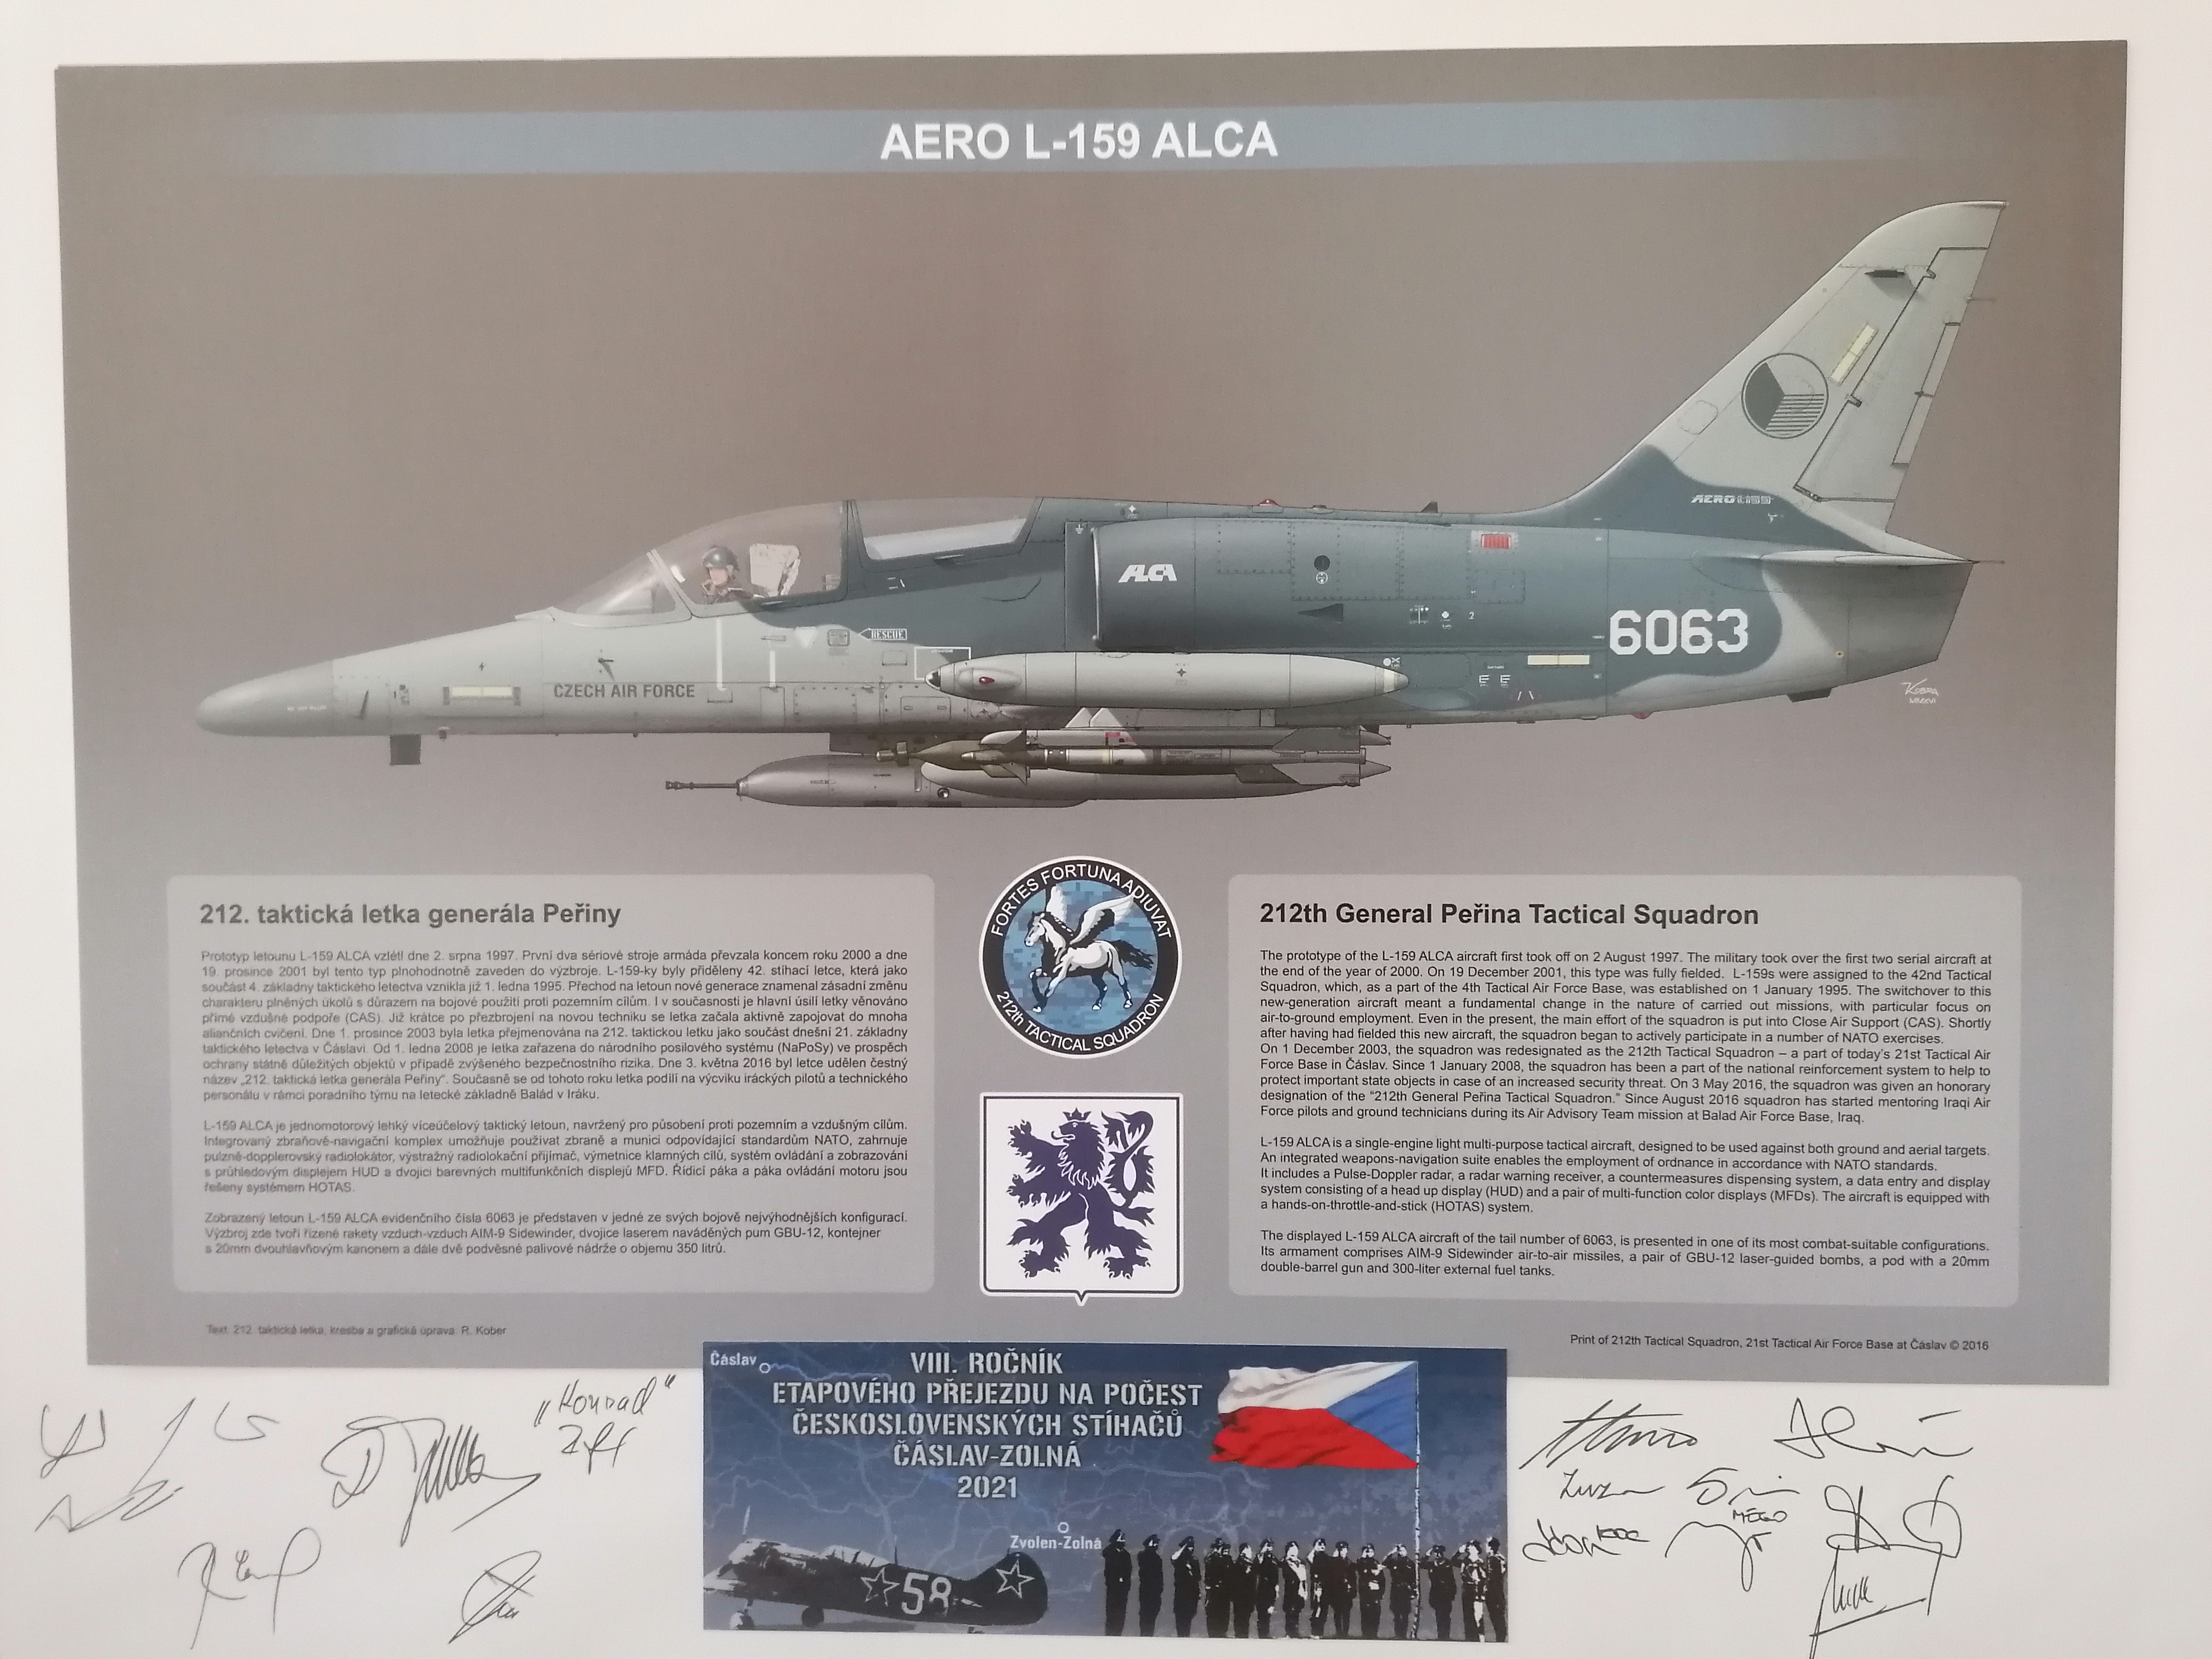 AERO L-159 ALCA
AERO L159
ALCA
RESCUE
6063
CZECH AIR FORCE
KOBRA
MMXVI
212. taktická letka generála Peřiny
Prototyp letounu L-159 ALCA vzlétl dne 2. srpna 1997. První dva sériové stroje armáda převzala koncem roku 2000 a dne
19. prosince 2001 byl tento typ plnohodnotně zaveden do výzbroje. L-159-ky byly přiděleny 42. stíhací letce, která jako
součást 4. základny taktického letectva vznikla již 1. ledna 1995. Přechod na letoun nové generace znamenal zásadní změnu
charakteru plněných úkolů s důrazem na bojové použití proti pozemním cílům. I v současnosti je hlavní úsilí letky věnováno
přímé vzdušné podpoře (CAS). Již krátce po přezbrojení na novou techniku se letka začala aktivně zapojovat do mnoha
aliančních cvičení. Dne 1. prosince 2003 byla letka přejmenována na 212. taktickou letku jako součást dnešní 21. základny
taktického letectva v Čáslavi. Od 1. ledna 2008 je letka zařazena do národního posilového systému (NaPoSy) ve prospěch
ochrany státně důležitých objektů v případě zvýšeného bezpečnostního rizika. Dne 3. května 2016 byl letce udělen čestný
název „212. taktická letka generála Peřiny“. Současně se od tohoto roku letka podílí na výcviku iráckých pilotů a technického
personálu v rámci poradního týmu na letecké základně Balád v Iráku.
L-159 ALCA je jednomotorový lehký víceúčelový taktický letoun, navržený pro působení proti pozemním a vzdušným cílům.
Integrovaný zbraňově-navigační komplex umožňuje používat zbraně a munici odpovídající standardům NATO, zahrnuje
pulzně-dopplerovský radiolokátor, výstražný radiolokační přijímač, výmetnice klamných cílů, systém ovládání a zobrazování
s průhledovým displejem HUD a dvojici barevných multifunkčních displejů MFD. Řídicí páka a páka ovládání motoru jsou
řešeny systémem HOTAS.
Zobrazený letoun L-159 ALCA evidenčního čísla 6063 je představen v jedné ze svých bojově nejvýhodnějších konfigurací.
Výzbroj zde tvoří řízené rakety vzduch-vzduch AIM-9 Sidewinder, dvojice laserem naváděných pum GBU-12, kontejner
s 20mm dvouhlavňovým kanonem a dále dvě podvěsné palivové nádrže o objemu 350 litrů.
Text: 212. taktická letka, kresba a grafická úprava: R. Kober
FORTES FORTUNA ADIUVAT
212th TACTICAL SQUADRON
212th General Peřina Tactical Squadron
The prototype of the L-159 ALCA aircraft first took off on 2 August 1997. The military took over the first two serial aircraft at
the end of the year of 2000. On 19 December 2001, this type was fully fielded. L-159s were assigned to the 42nd Tactical
Squadron, which, as a part of the 4th Tactical Air Force Base, was established on 1 January 1995. The switchover to this
new-generation aircraft meant a fundamental change in the nature of carried out missions, with particular focus on
air-to-ground employment. Even in the present, the main effort of the squadron is put into Close Air Support (CAS). Shortly
after having had fielded this new aircraft, the squadron began to actively participate in a number of NATO exercises.
On 1 December 2003, the squadron was redesignated as the 212th Tactical Squadron – a part of today's 21st Tactical Air
Force Base in Čáslav. Since 1 January 2008, the squadron has been a part of the national reinforcement system to help to
protect important state objects in case of an increased security threat. On 3 May 2016, the squadron was given an honorary
designation of the "212th General Peřina Tactical Squadron." Since August 2016 squadron has started mentoring Iraqi Air
Force pilots and ground technicians during its Air Advisory Team mission at Balad Air Force Base, Iraq.
L-159 ALCA is a single-engine light multi-purpose tactical aircraft, designed to be used against both ground and aerial targets.
An integrated weapons-navigation suite enables the employment of ordnance in accordance with NATO standards.
It includes a Pulse-Doppler radar, a radar warning receiver, a countermeasures dispensing system, a data entry and display
system consisting of a head up display (HUD) and a pair of multi-function color displays (MFDs). The aircraft is equipped with
a hands-on-throttle-and-stick (HOTAS) system.
The displayed L-159 ALCA aircraft of the tail number of 6063, is presented in one of its most combat-suitable configurations.
Its armament comprises AIM-9 Sidewinder air-to-air missiles, a pair of GBU-12 laser-guided bombs, a pod with a 20mm
double-barrel gun and 300-liter external fuel tanks.
Print of 212th Tactical Squadron, 21st Tactical Air Force Base at Čáslav © 2016
Čáslav
VIII. ROČNÍK
ETAPOVÉHO PŘEJEZDU NA POČEST
ČESKOSLOVENSKÝCH STÍHAČŮ
ČÁSLAV-ZOLNÁ
2021
Zvolen-Zolná
58
„Konrad“
MÉĎO